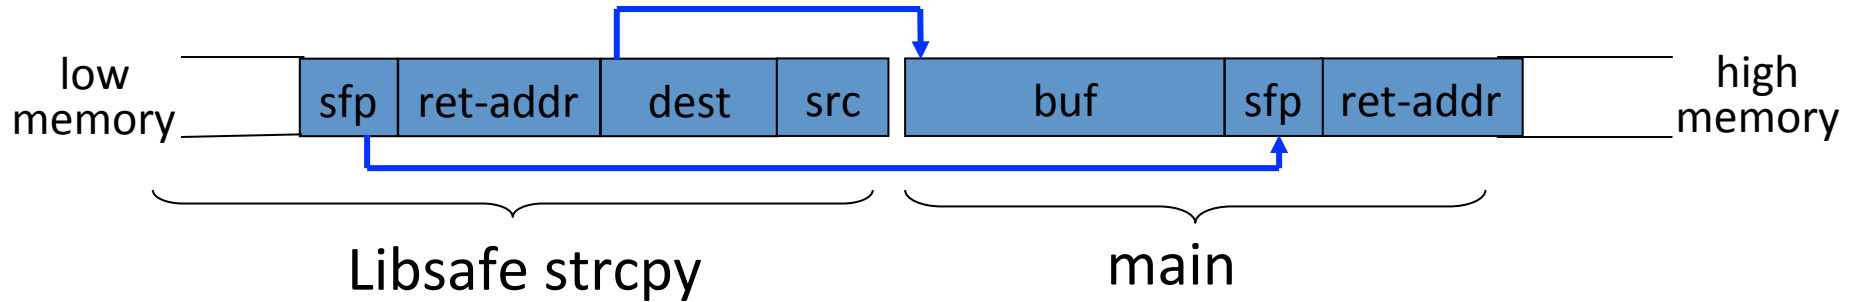 low
memory
sfp ret-addr dest src buf sfp ret-addr
high
memory
Libsafe strcpy
main